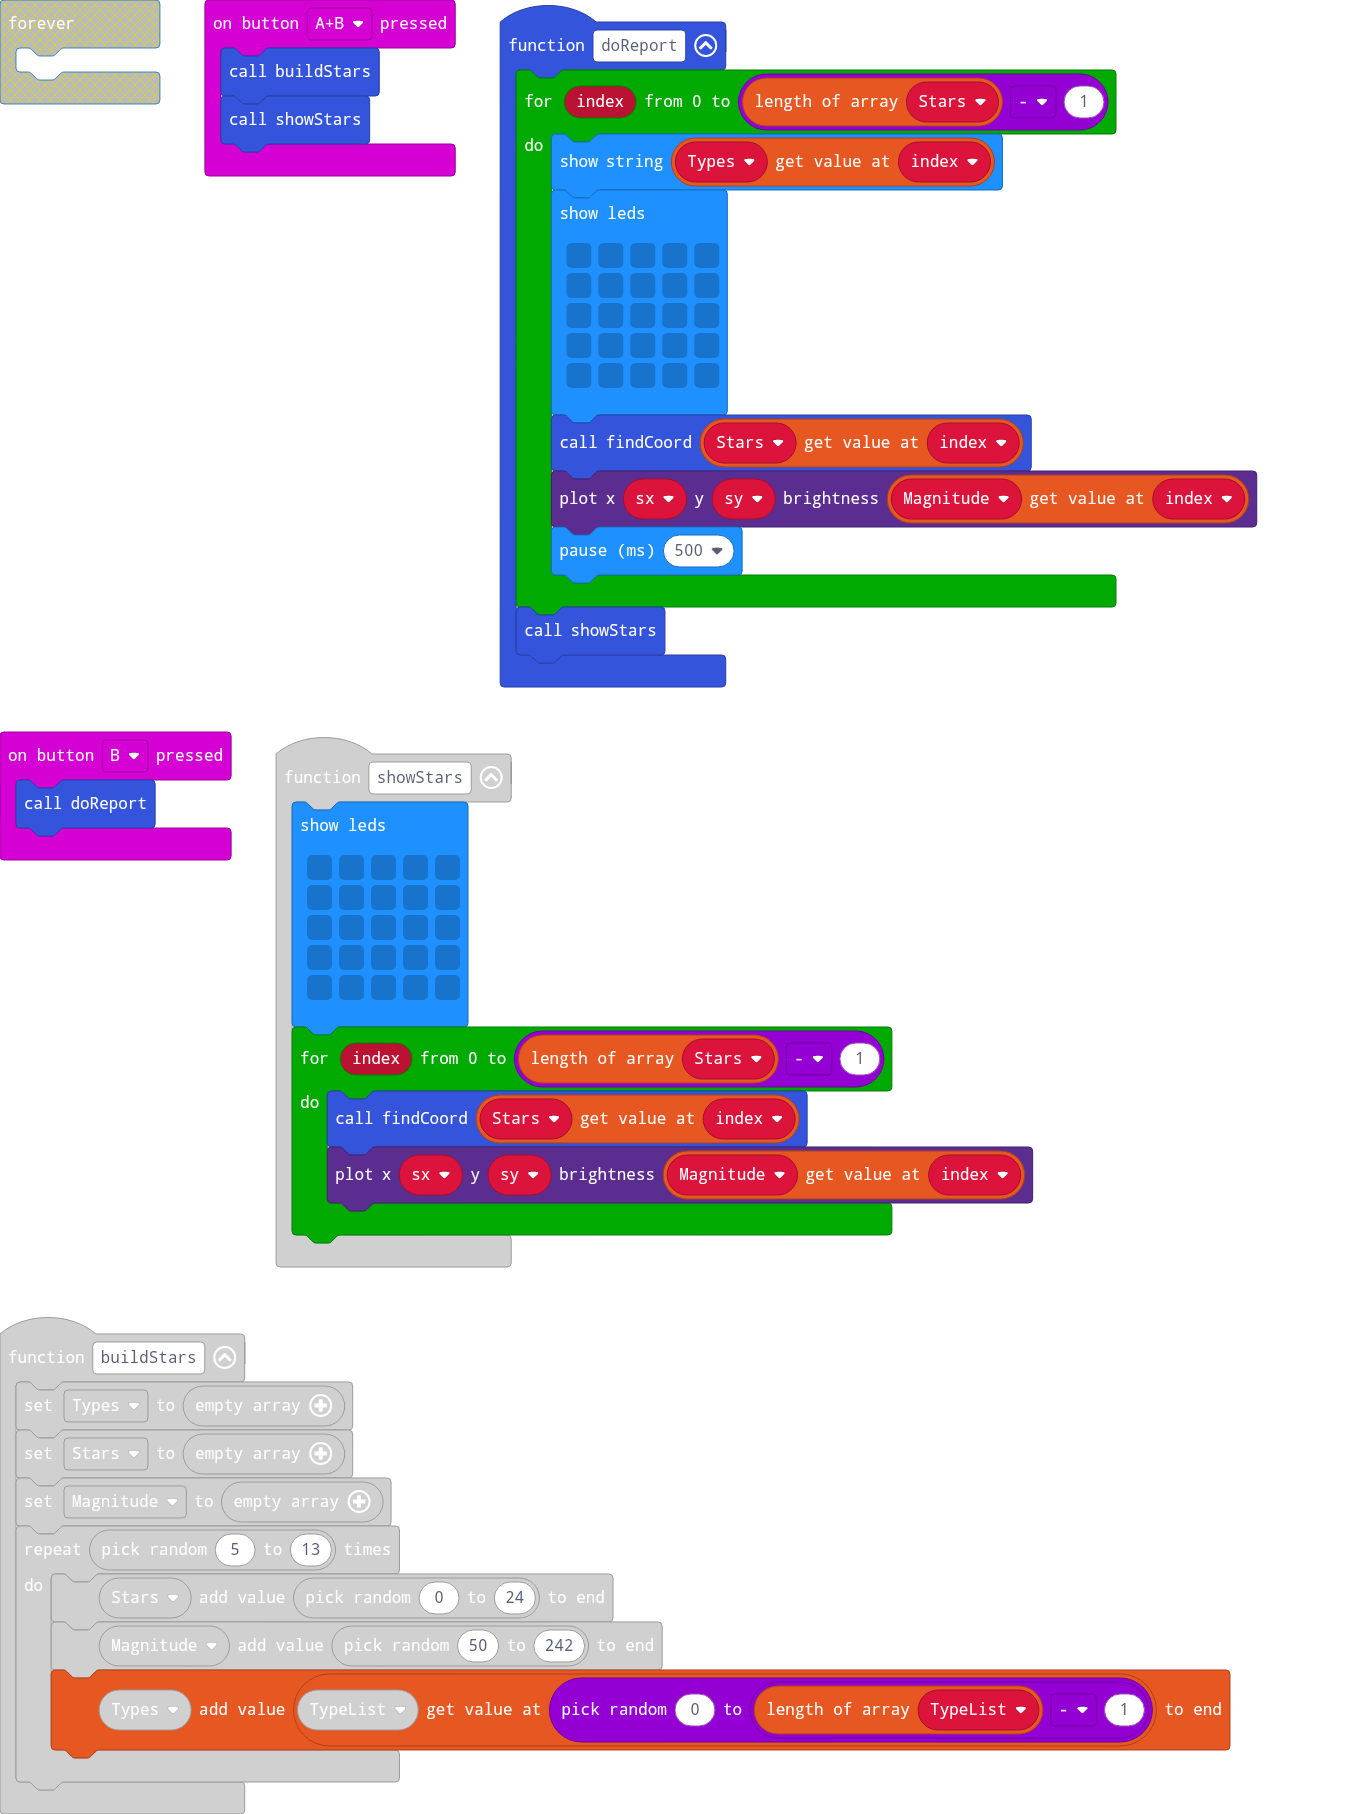 forever
on button A+B pressed
call buildStars
call showStars
function doReport
for index from 0 to length of array Stars - 1
do
show string Types get value at index
show leds
call findCoord Stars get value at index
plot x sx y sy brightness Magnitude get value at index
pause (ms) 500
call showStars
on button B pressed
call doReport
function showStars
show leds
for index from 0 to length of array Stars - 1
do
call findCoord Stars get value at index
plot x sx y sy brightness Magnitude get value at index
function buildStars
set Types to empty array
set Stars to empty array
set Magnitude to empty array
repeat pick random 5 to 13 times
do
Stars add value pick random 0 to 24 to end
Magnitude add value pick random 50 to 242 to end
Types add value TypeList get value at pick random 0 to length of array TypeList - 1 to end